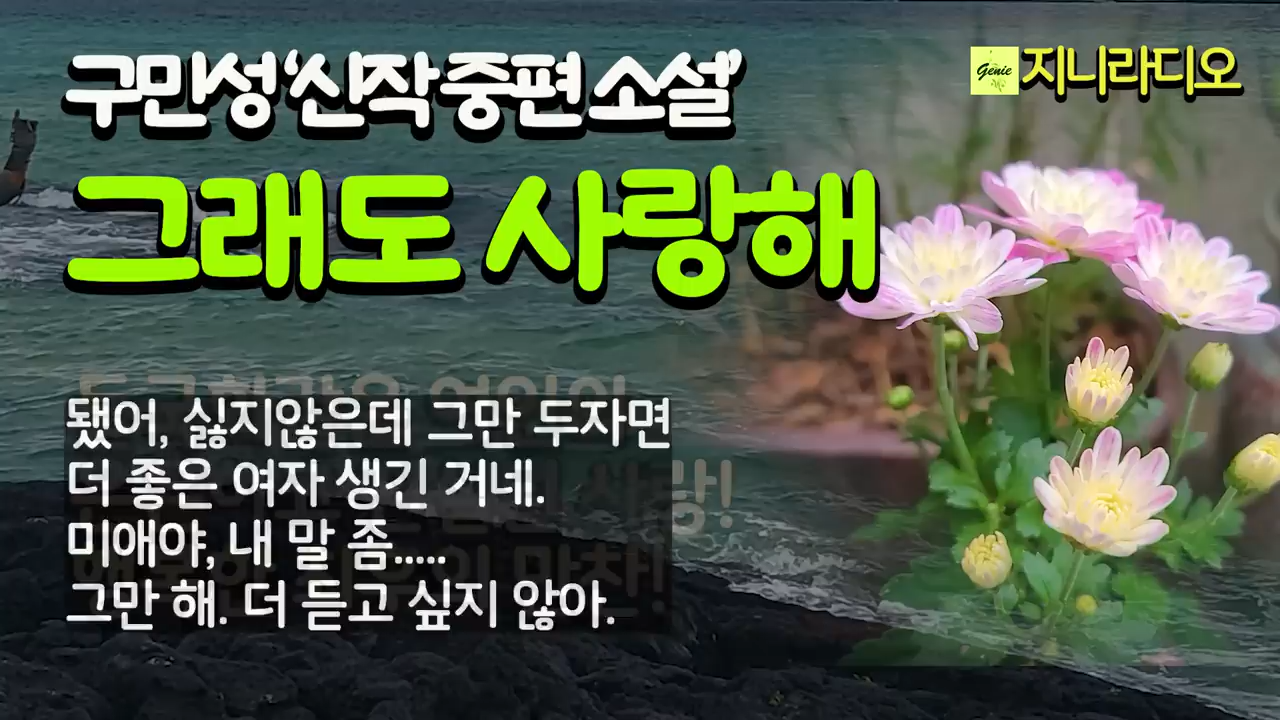 구민성 ‘신작 중편 소설’
Genie 지니라디오
그래도 사랑해
됐어, 싫지않은데 그만 두자면
더 좋은 여자 생긴 거네.
미애야, 내 말 좀.....
그만 해. 더 듣고 싶지 않아.